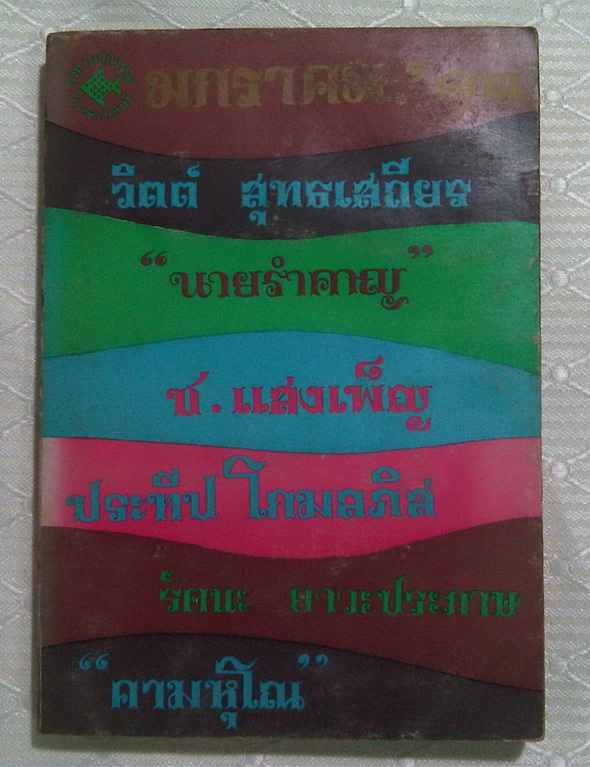 มกราคม '๑๓
วิตต์ สุทธเสถียร
“นายรำคาญ”
ช. แสงเพ็ญ
ประทีป โกมลภิส
รัตนะ ยาวะประภาษ
“คามหุโณ”